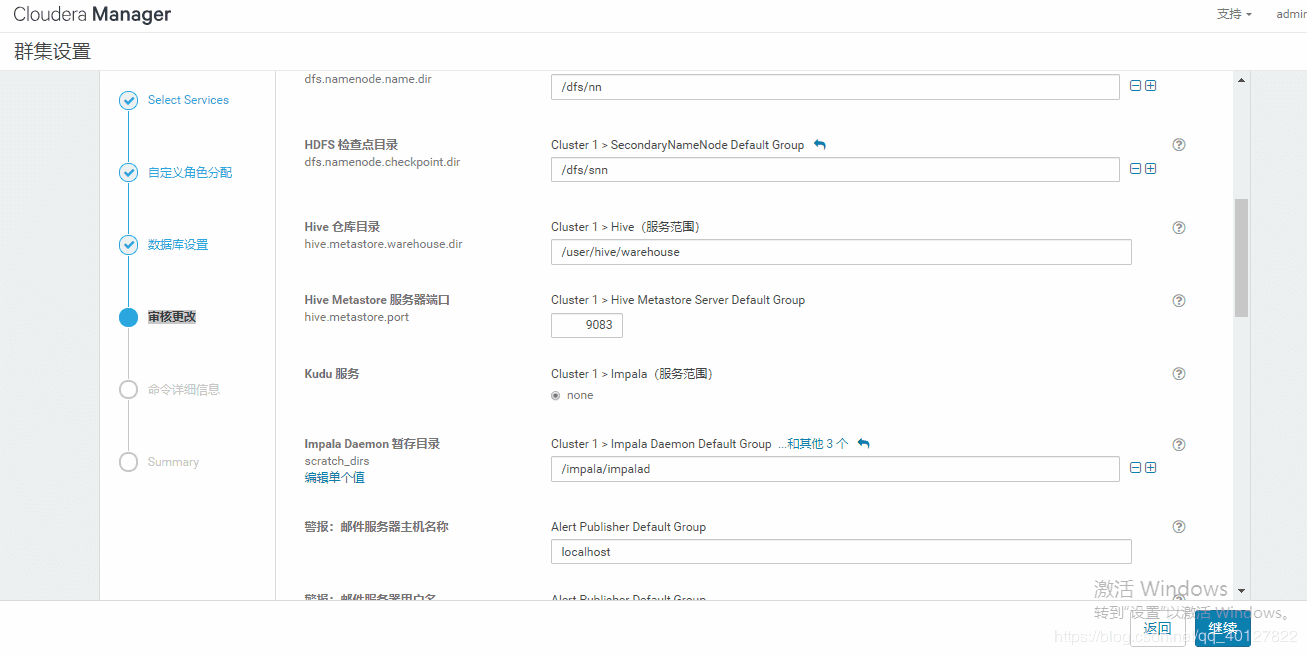 Cloudera Manager
支持
admin
群集设置
Select Services
自定义角色分配
数据库设置
审核更改
命令详细信息
Summary
dfs.namenode.name.dir
/dfs/nn
HDFS 检查点目录
Cluster 1 > SecondaryNameNode Default Group
dfs.namenode.checkpoint.dir
/dfs/snn
Hive 仓库目录
Cluster 1 > Hive（服务范围）
hive.metastore.warehouse.dir
/user/hive/warehouse
Hive Metastore 服务器端口
Cluster 1 > Hive Metastore Server Default Group
hive.metastore.port
9083
Kudu 服务
Cluster 1 > Impala（服务范围）
none
Impala Daemon 暂存目录
Cluster 1 > Impala Daemon Default Group ...和其他 3 个
scratch_dirs
/impala/impalad
编辑单个值
警报：邮件服务器主机名称
Alert Publisher Default Group
localhost
警报：邮件服务器用户名
Alert Publisher Default Group
激活 Windows
转到“设置”以激活 Windows。
返回
继续
https://blog.csdn.net/qq_40127822